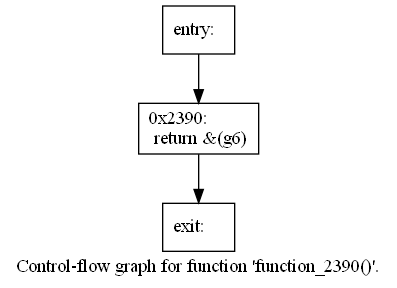 entry:
0x2390:
return &(g6)
exit:
Control-flow graph for function 'function_2390()'.